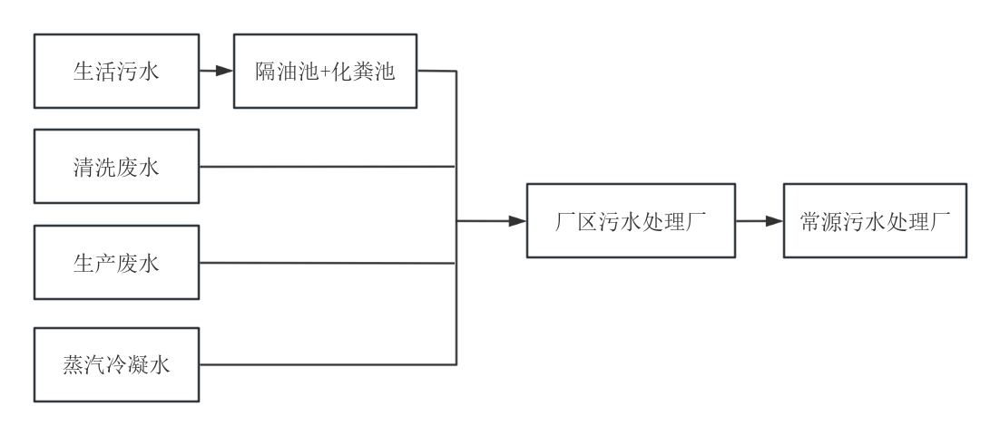 生活污水
隔油池+化粪池
清洗废水
生产废水
蒸汽冷凝水
厂区污水处理厂
常源污水处理厂